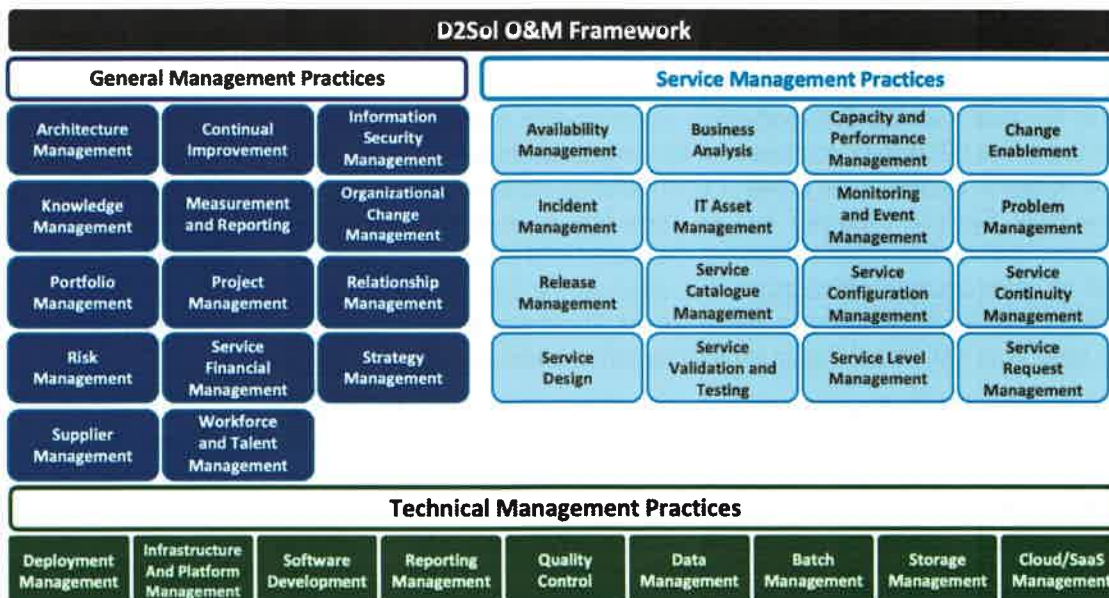 D2Sol O&M Framework
General Management Practices
Service Management Practices
Architecture
Management
Continual
Improvement
Information
Security
Management
Availability
Management
Business
Analysis
Capacity and
Performance
Management
Change
Enablement
Knowledge
Management
Measurement
and Reporting
Organizational
Change
Management
Incident
Management
IT Asset
Management
Monitoring
and Event
Management
Problem
Management
Portfolio
Management
Project
Management
Relationship
Management
Release
Management
Service
Catalogue
Management
Service
Configuration
Management
Service
Continuity
Management
Risk
Management
Service
Financial
Management
Strategy
Management
Service
Design
Service
Validation and
Testing
Service Level
Management
Service
Request
Management
Supplier
Management
Workforce
and Talent
Management
Technical Management Practices
Deployment
Management
Infrastructure
And Platform
Management
Software
Development
Reporting
Management
Quality
Control
Data
Management
Batch
Management
Storage
Management
Cloud/SaaS
Management